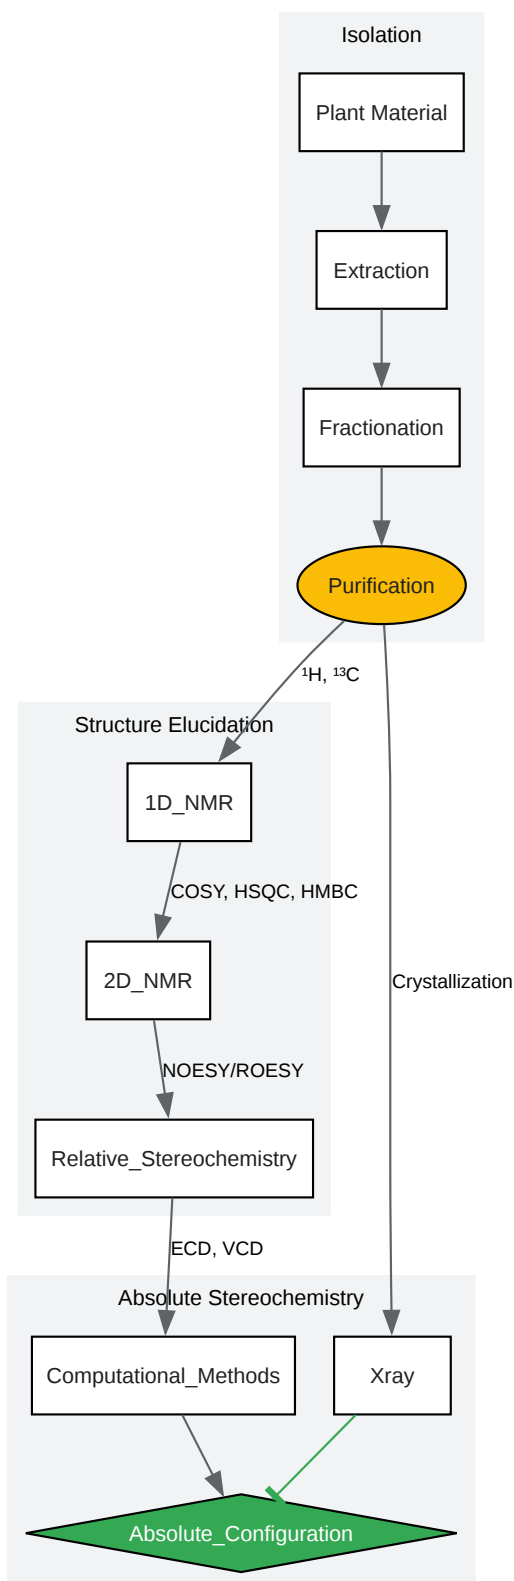 Isolation
Plant Material
Extraction
Fractionation
Purification
¹H, ¹³C
Structure Elucidation
1D_NMR
COSY, HSQC, HMBC
2D_NMR
Crystallization
NOESY/ROESY
Relative_Stereochemistry
ECD, VCD
Absolute Stereochemistry
Computational_Methods
Xray
Absolute_Configuration